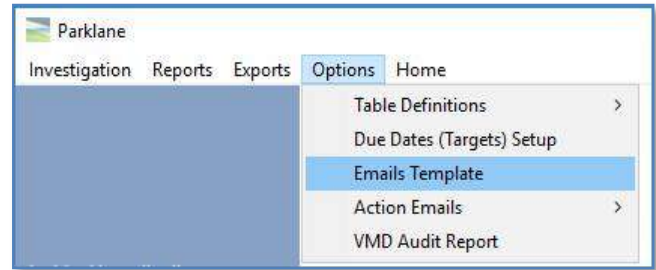 Parklane
Investigation Reports Exports Options Home
Table Definitions >
Due Dates (Targets) Setup
Emails Template
Action Emails >
VMD Audit Report